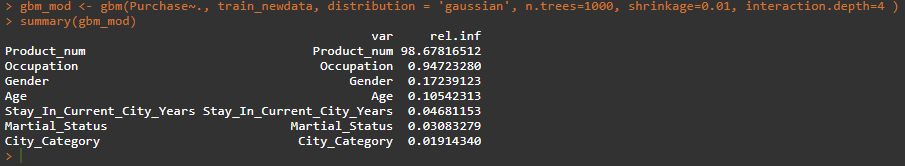 > gbm_mod <- gbm(Purchase~., train_newdata, distribution = 'gaussian', n.trees=1000, shrinkage=0.01, interaction.depth=4 )
> summary(gbm_mod)
var rel.inf
Product_num Product_num 98.67816512
Occupation Occupation 0.94723280
Gender Gender 0.17239123
Age Age 0.10542313
Stay_In_Current_City_Years Stay_In_Current_City_Years 0.04681153
Martial_Status Martial_Status 0.03083279
City_Category City_Category 0.01914340
>